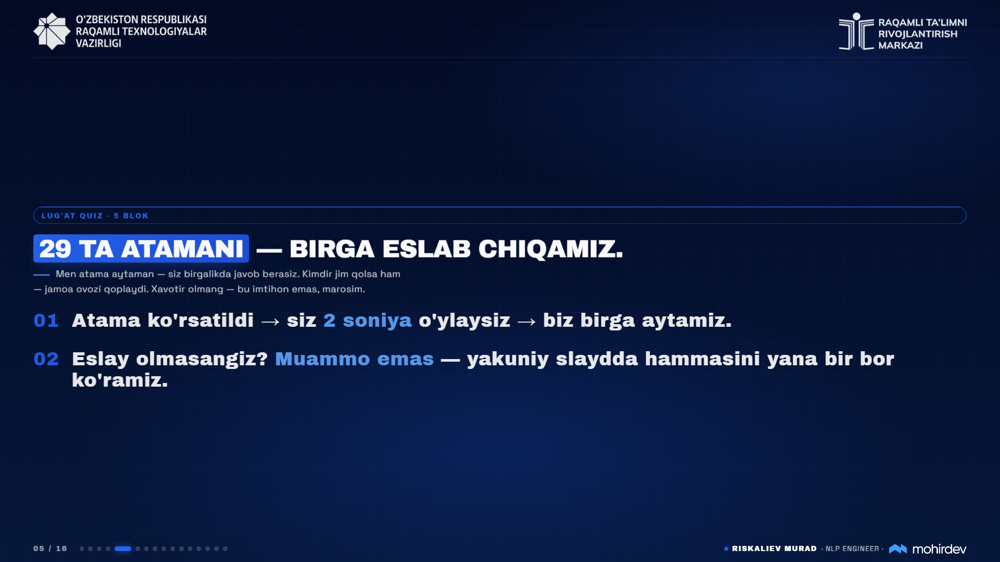 O'ZBEKISTON RESPUBLIKASI
RAQAMLI TEXNOLOGIYALAR
VAZIRLIGI
RAQAMLI TA'LIMNI
RIVOJLANTIRISH
MARKAZI
LUG'AT QUIZ · 5 BLOK
29 TA ATAMANI — BIRGA ESLAB CHIQAMIZ.
Men atama aytaman — siz birgalikda javob berasiz. Kimdir jim qolsa ham
— jamoa ovozi qoplaydi. Xavotir olmang — bu imtihon emas, marosim.
01 Atama ko'rsatildi → siz 2 soniya o'ylaysiz → biz birga aytamiz.
02 Eslay olmasangiz? Muammo emas — yakuniy slaydda hammasini yana bir bor
ko'ramiz.
05 / 16
RISKALIEV MURAD · NLP ENGINEER · mohirdev